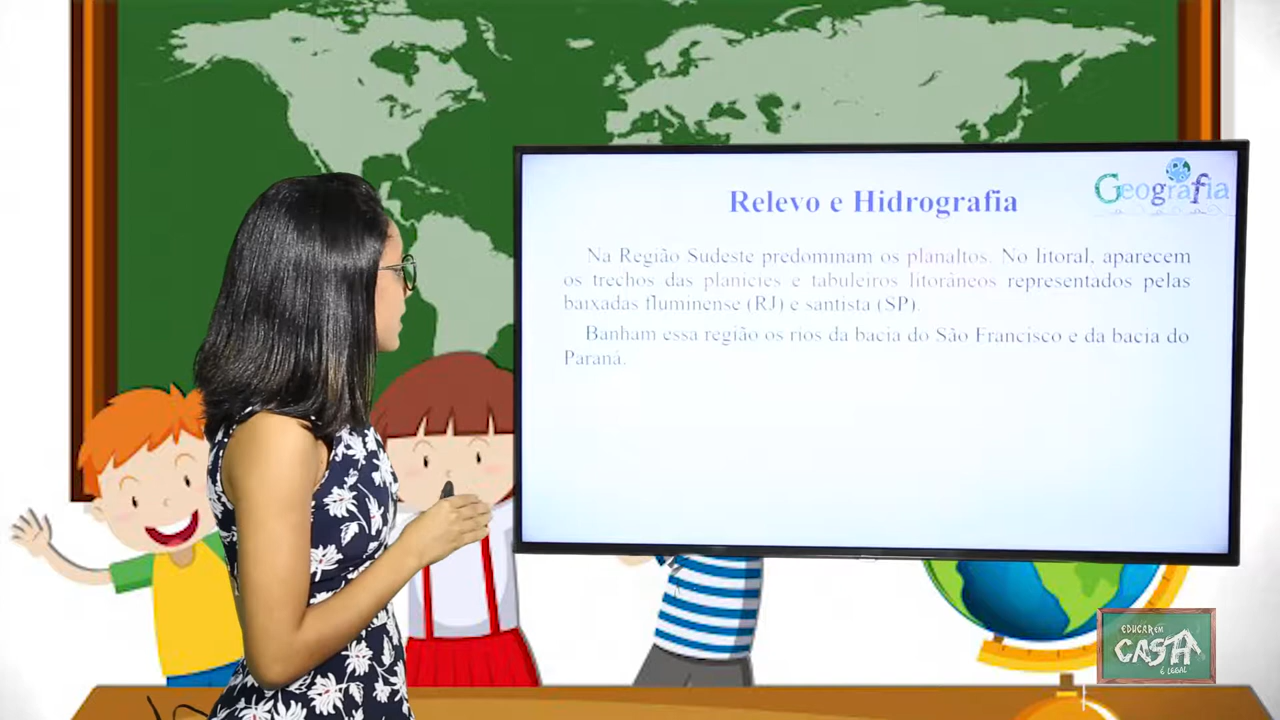 Geografia
Relevo e Hidrografia
Na Região Sudeste predominam os planaltos. No litoral, aparecem
os trechos das planícies e tabuleiros litorâneos representados pelas
baixadas fluminense (RJ) e santista (SP).
Banham essa região os rios da bacia do São Francisco e da bacia do
Paraná.
EDUCAR EM
CASA
É LEGAL